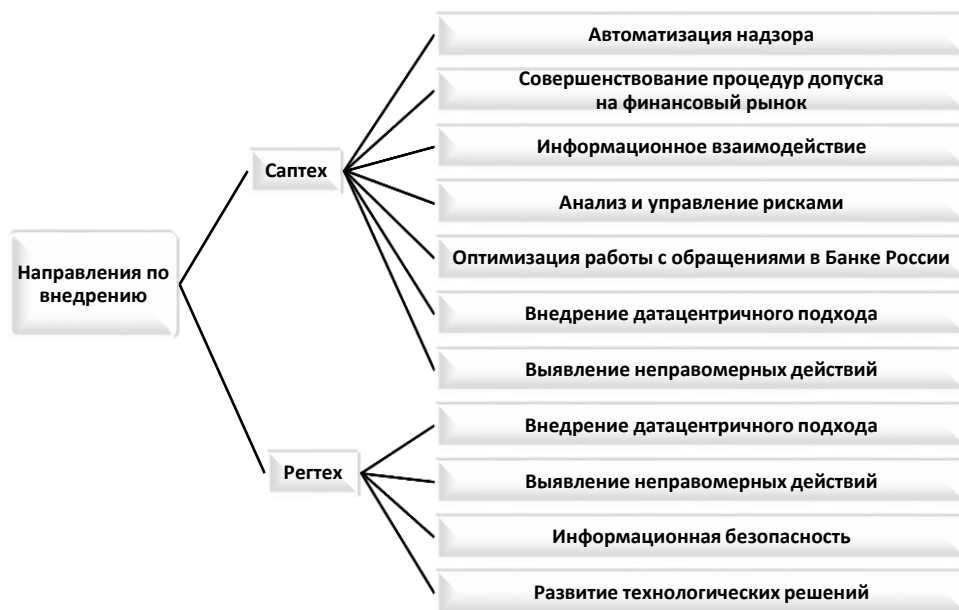 Направления по
внедрению
Саптех
Автоматизация надзора
Совершенствование процедур допуска
на финансовый рынок
Информационное взаимодействие
Анализ и управление рисками
Оптимизация работы с обращениями в Банке России
Внедрение датацентричного подхода
Выявление неправомерных действий
Регтех
Внедрение датацентричного подхода
Выявление неправомерных действий
Информационная безопасность
Развитие технологических решений